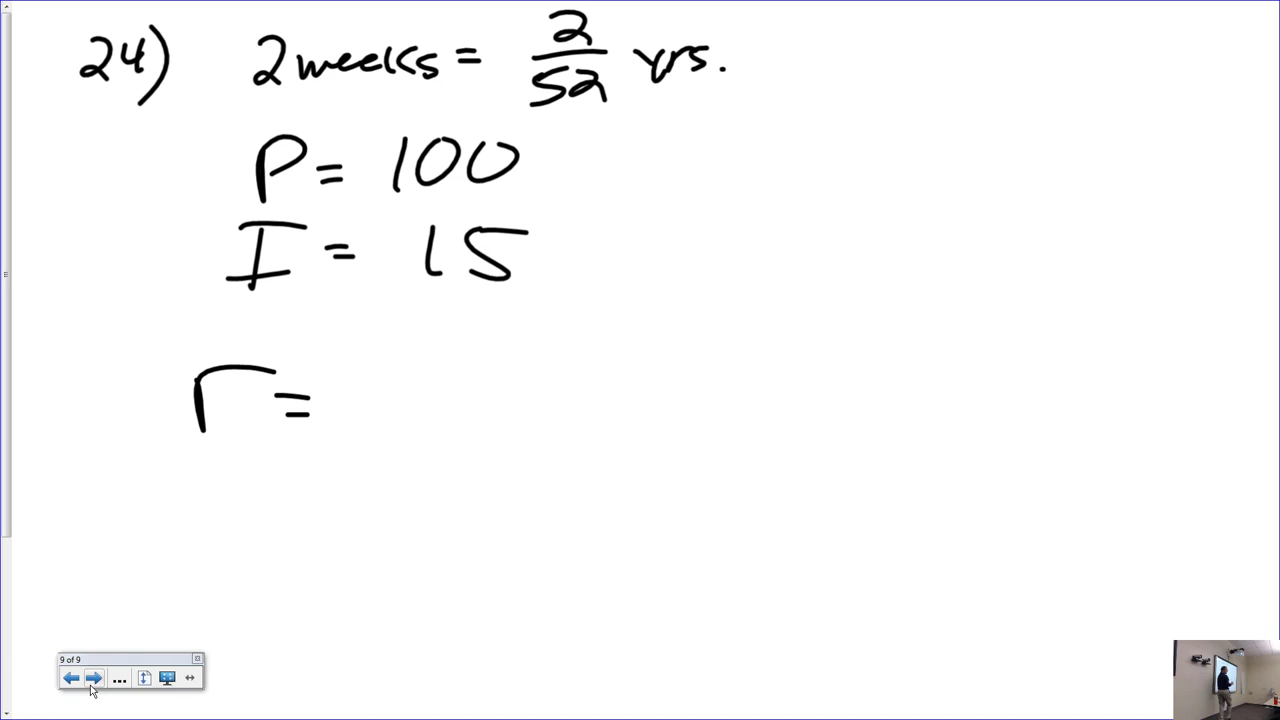 24) 2 weeks = 2/52 yrs.
P = 100
I = 15
r =
9 of 9
...